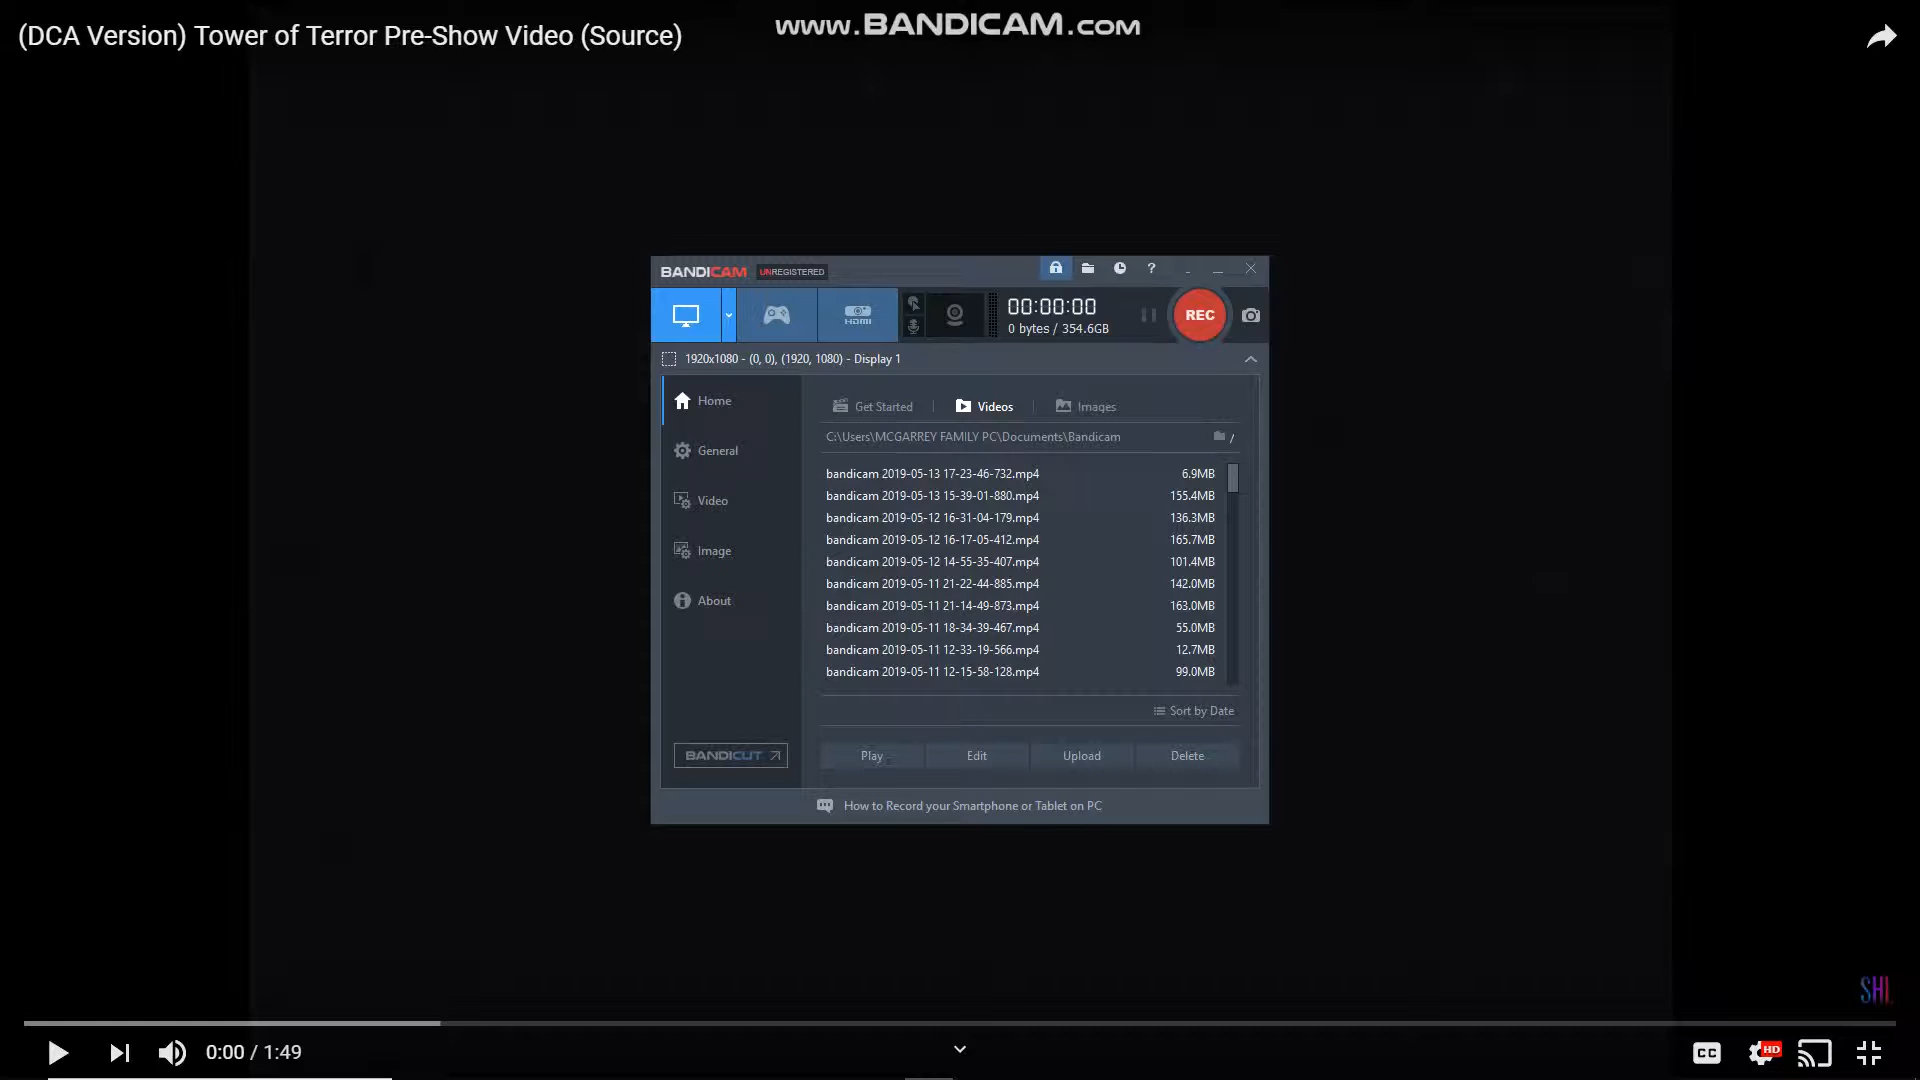 (DCA Version) Tower of Terror Pre-Show Video (Source)
www.BANDICAM.COM
BANDICAM UNREGISTERED
?
HDMI
00:00:00
0 bytes / 354.6GB
REC
1920x1080 - (0, 0), (1920, 1080) - Display 1
Home
General
Video
Image
About
BANDICUT
Get Started
Videos
Images
C:\Users\MCGARREY FAMILY PC\Documents\Bandicam
/
bandicam 2019-05-13 17-23-46-732.mp4 6.9MB
bandicam 2019-05-13 15-39-01-880.mp4 155.4MB
bandicam 2019-05-12 16-31-04-179.mp4 136.3MB
bandicam 2019-05-12 16-17-05-412.mp4 165.7MB
bandicam 2019-05-12 14-55-35-407.mp4 101.4MB
bandicam 2019-05-11 21-22-44-885.mp4 142.0MB
bandicam 2019-05-11 21-14-49-873.mp4 163.0MB
bandicam 2019-05-11 18-34-39-467.mp4 55.0MB
bandicam 2019-05-11 12-33-19-566.mp4 12.7MB
bandicam 2019-05-11 12-15-58-128.mp4 99.0MB
Sort by Date
Play Edit Upload Delete
How to Record your Smartphone or Tablet on PC
SHL
0:00 / 1:49
CC
HD